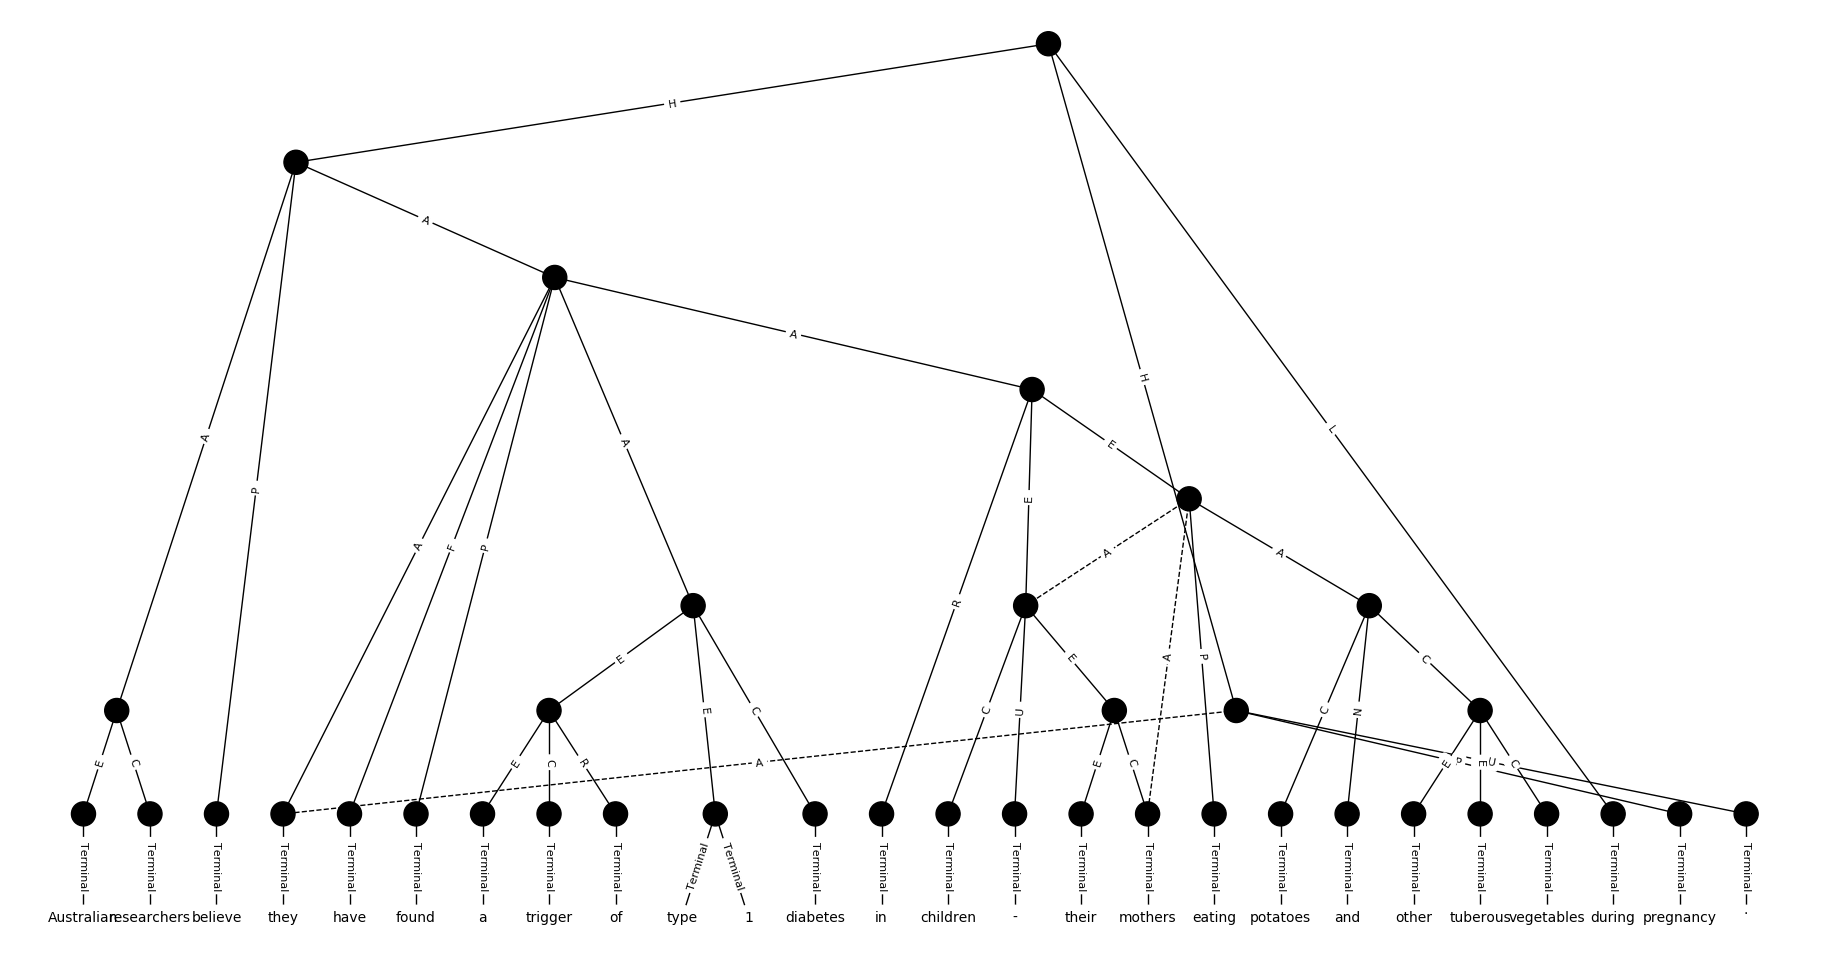 H
A
A
H
L
A
A
E
P
E
A
F
P
A
A
R
E
E
A
P
C
E
E
C
C
U
C
N
A
E
C
E
C
R
E
C
E
E
C
P
U
Terminal Terminal Terminal Terminal Terminal Terminal Terminal Terminal Terminal Terminal Terminal Terminal Terminal Terminal Terminal Terminal Terminal Terminal Terminal Terminal Terminal Terminal Terminal Terminal Terminal Terminal Terminal
Australian researchers believe they have found a trigger of type 1 diabetes in children - their mothers eating potatoes and other tuberous vegetables during pregnancy .